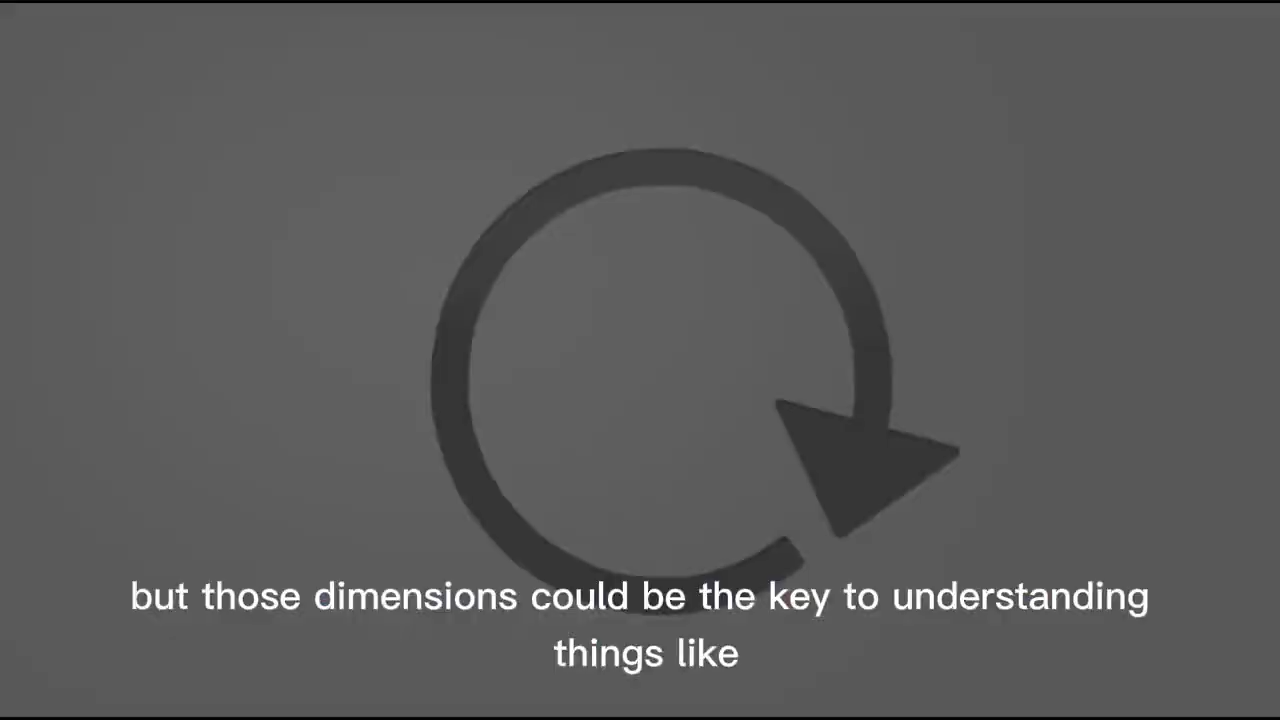 but those dimensions could be the key to understanding
things like